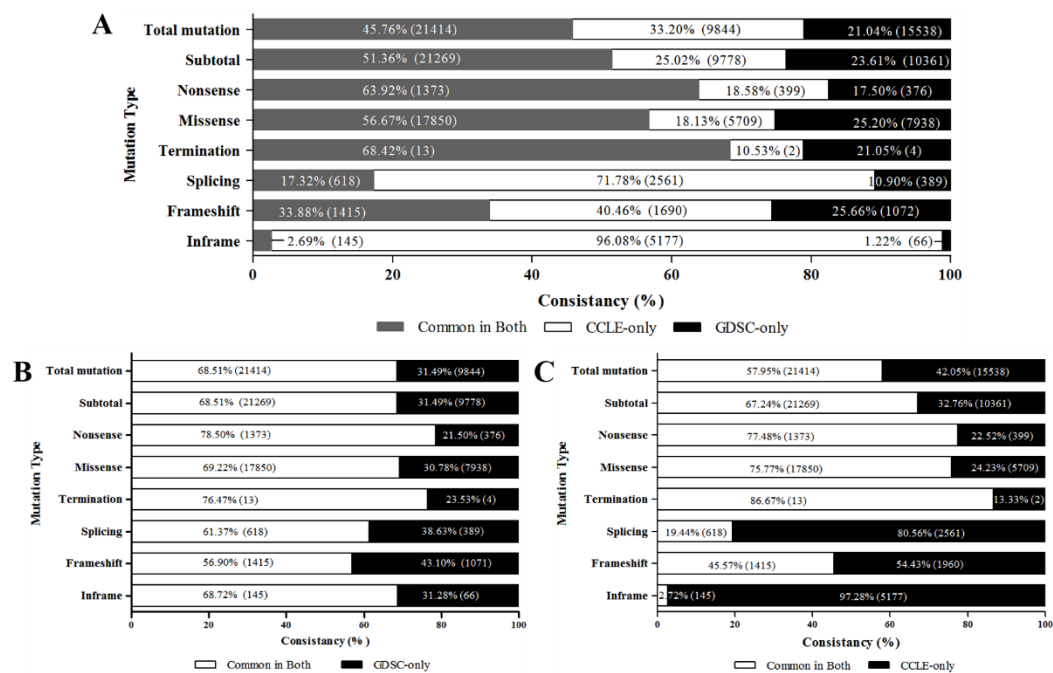 A
Mutation Type
Total mutation 45.76% (21414) 33.20% (9844) 21.04% (15538)
Subtotal 51.36% (21269) 25.02% (9778) 23.61% (10361)
Nonsense 63.92% (1373) 18.58% (399) 17.50% (376)
Missense 56.67% (17850) 18.13% (5709) 25.20% (7938)
Termination 68.42% (13) 10.53% (2) 21.05% (4)
Splicing 17.32% (618) 71.78% (2561) 10.90% (389)
Frameshift 33.88% (1415) 40.46% (1690) 25.66% (1072)
Inframe 2.69% (145) 96.08% (5177) 1.22% (66)
0 20 40 60 80 100
Consistancy (%)
Common in Both CCLE-only GDSC-only
B
Mutation Type
Total mutation 68.51% (21414) 31.49% (9844)
Subtotal 68.51% (21269) 31.49% (9778)
Nonsense 78.50% (1373) 21.50% (376)
Missense 69.22% (17850) 30.78% (7938)
Termination 76.47% (13) 23.53% (4)
Splicing 61.37% (618) 38.63% (389)
Frameshift 56.90% (1415) 43.10% (1071)
Inframe 68.72% (145) 31.28% (66)
0 20 40 60 80 100
Consistancy (% )
Common in Both GDSC-only
C
Mutation Type
Total mutation 57.95% (21414) 42.05% (15538)
Subtotal 67.24% (21269) 32.76% (10361)
Nonsense 77.48% (1373) 22.52% (399)
Missense 75.77% (17850) 24.23% (5709)
Termination 86.67% (13) 13.33% (2)
Splicing 19.44% (618) 80.56% (2561)
Frameshift 45.57% (1415) 54.43% (1960)
Inframe 2.72% (145) 97.28% (5177)
0 20 40 60 80 100
Consistancy (% )
Common in Both CCLE-only